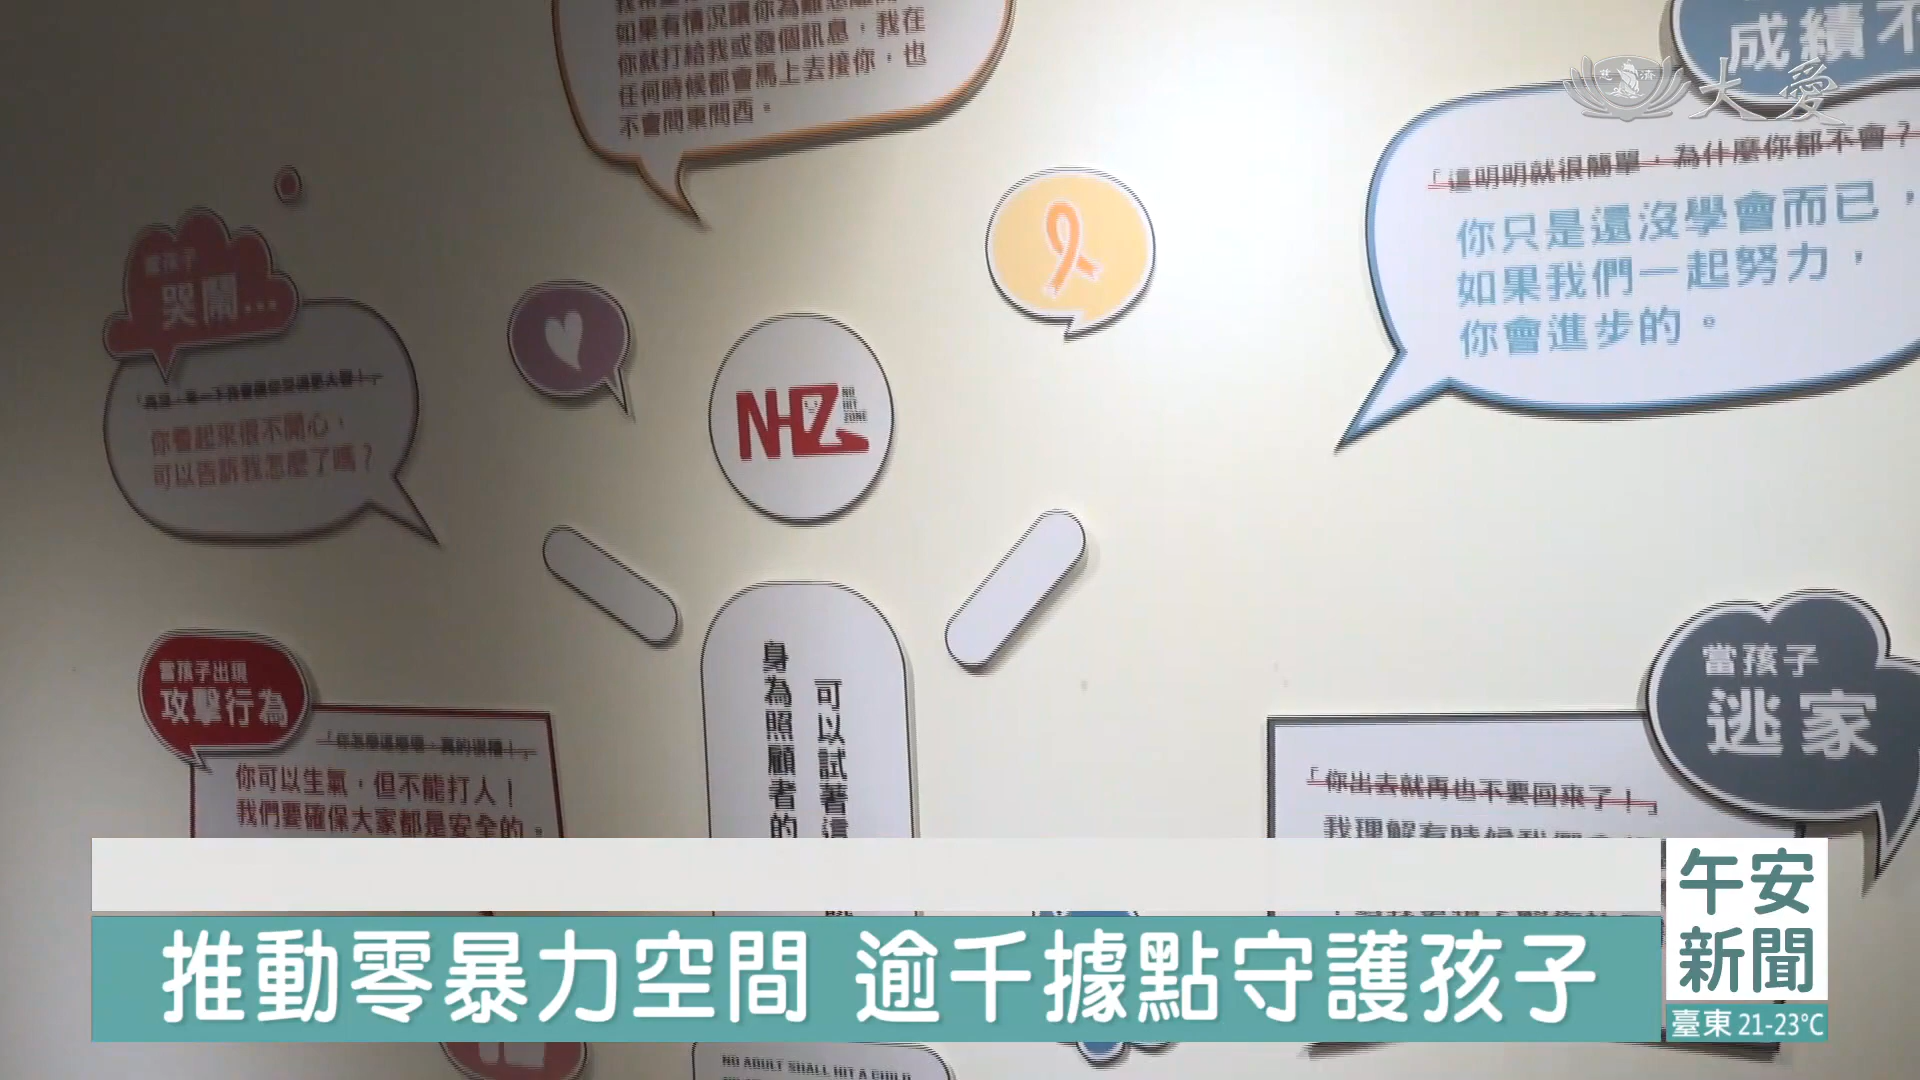 如果有情況讓你為難
你就打給我或發個訊息，我在
任何時候都會馬上去接你，也
不會問東問西。
成績不
慈濟
大愛
「這明明就很簡單，為什麼你都不會？
你只是還沒學會而已，
如果我們一起努力，
你會進步的。
當孩子
哭鬧...
你看起來很不開心，
可以告訴我怎麼了嗎？
NHZ
NO
HIT
ZONE
當孩子出現
攻擊行為
你可以生氣，但不能打人！
我們要確保大家都是安全的。
可以試著這
身為照顧者的
當孩子
逃家
「你出去就再也不要回來了！」
我理解有時候我們
推動零暴力空間 逾千據點守護孩子
午安
新聞
臺東 21-23°C
NO ADULT SHALL HIT A CHILD